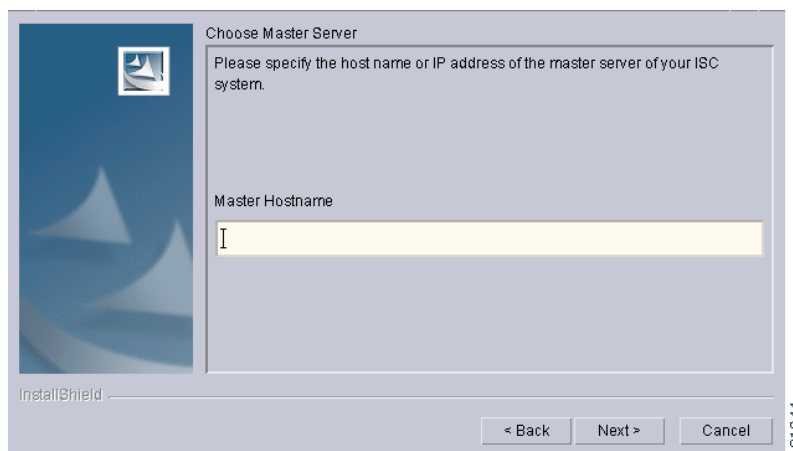 Choose Master Server
Please specify the host name or IP address of the master server of your ISC
system.
Master Hostname
InstallShield
< Back
Next >
Cancel